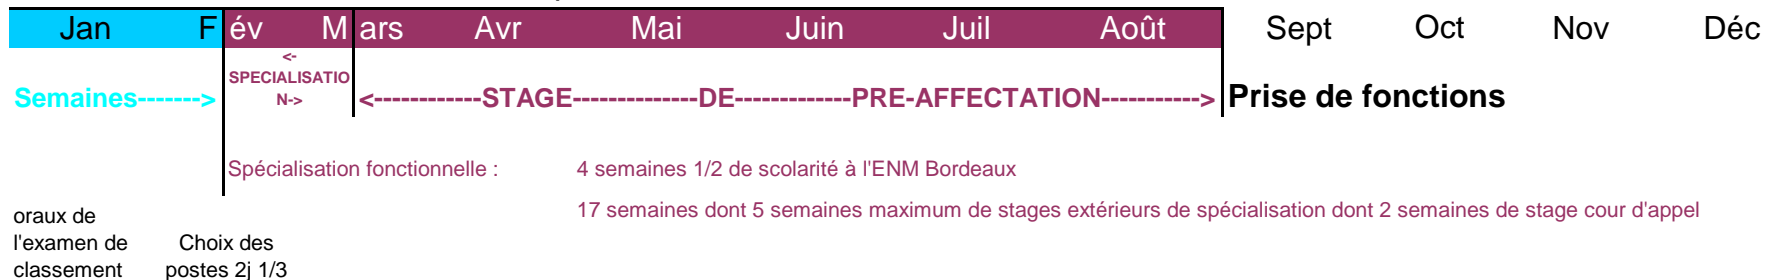 Jan F év M ars Avr Mai Juin Juil Août Sept Oct Nov Déc
<-
SPECIALISATIO
N->
Semaines------->
<------------STAGE--------------DE-------------PRE-AFFECTATION----------->
Prise de fonctions
Spécialisation fonctionnelle : 4 semaines 1/2 de scolarité à l'ENM Bordeaux
17 semaines dont 5 semaines maximum de stages extérieurs de spécialisation dont 2 semaines de stage cour d'appel
oraux de
l'examen de
classement
Choix des
postes 2j 1/3